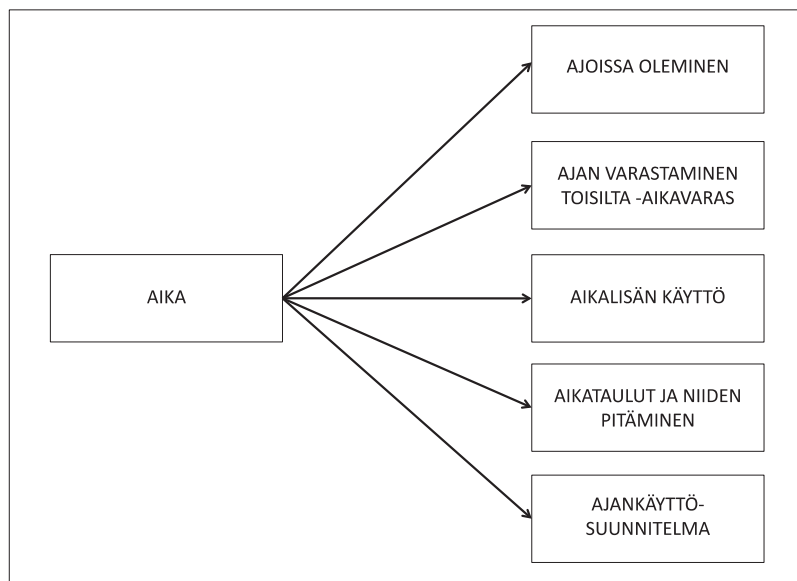 AJOISSA OLEMINEN
AJAN VARASTAMINEN
TOISILTA -AIKAVARAS
AIKA
AIKALISÄN KÄYTTÖ
AIKATAULUT JA NIIDEN
PITÄMINEN
AJANKÄYTTÖ-
SUUNNITELMA